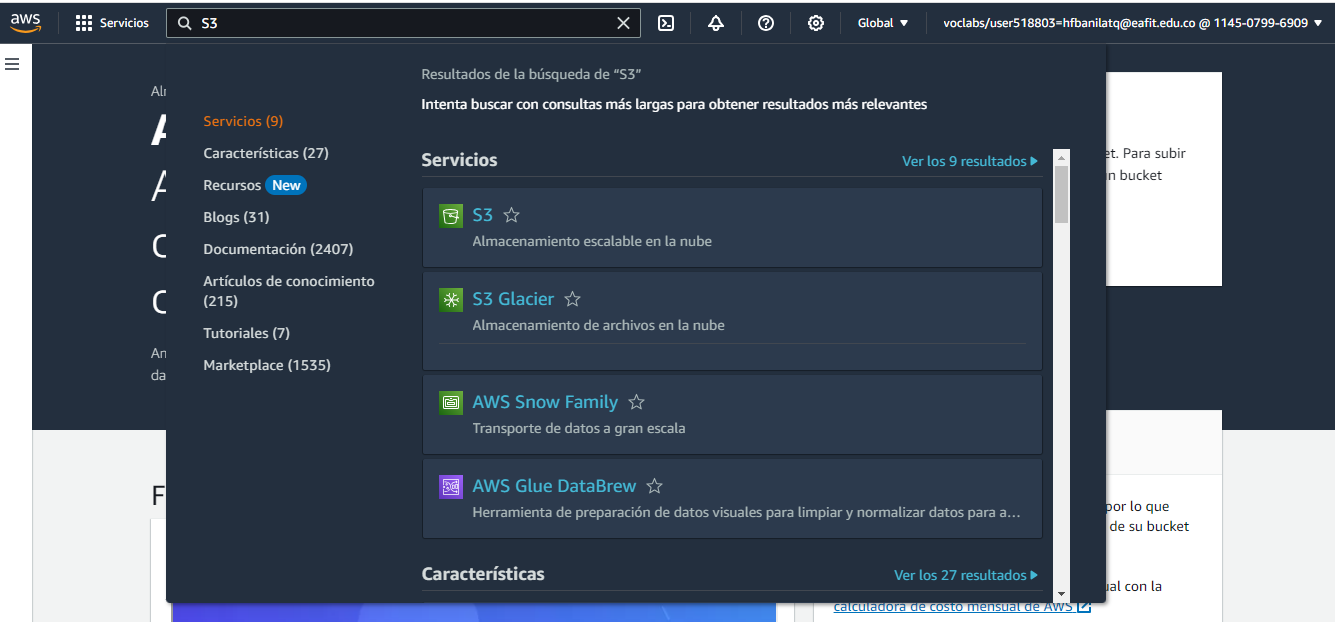 aws
Servicios
S3
Global
voclabs/user518803=hfbanilatq@eafit.edu.co @ 1145-0799-6909
Resultados de la búsqueda de “S3”
Intenta buscar con consultas más largas para obtener resultados más relevantes
Servicios (9)
Características (27)
Recursos New
Blogs (31)
Documentación (2407)
Artículos de conocimiento
(215)
Tutoriales (7)
Marketplace (1535)
Servicios
Ver los 9 resultados
S3
Almacenamiento escalable en la nube
S3 Glacier
Almacenamiento de archivos en la nube
AWS Snow Family
Transporte de datos a gran escala
AWS Glue DataBrew
Herramienta de preparación de datos visuales para limpiar y normalizar datos para a...
Características
Ver los 27 resultados
Para subir
bucket
por lo que
de su bucket
con la
calculadora de costo mensual de AWS